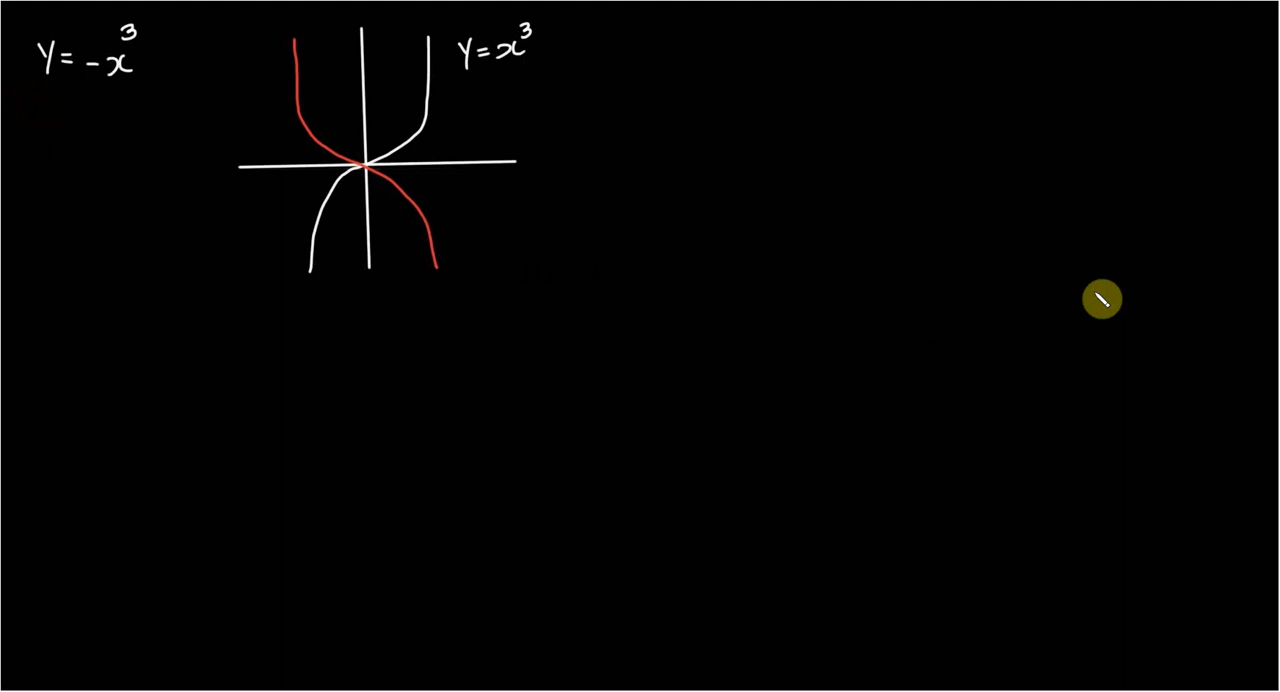 Y = -x³
Y = x³